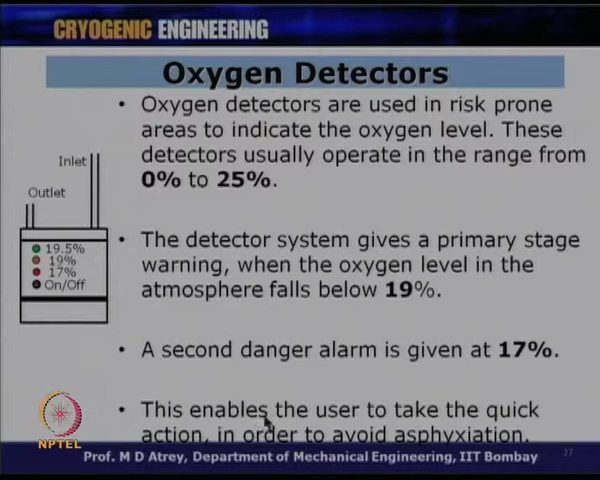 CRYOGENIC ENGINEERING
Oxygen Detectors
• Oxygen detectors are used in risk prone
areas to indicate the oxygen level. These
detectors usually operate in the range from
0% to 25%.
Inlet
Outlet
19.5%
19%
17%
On/Off
• The detector system gives a primary stage
warning, when the oxygen level in the
atmosphere falls below 19%.
• A second danger alarm is given at 17%.
• This enables the user to take the quick
action, in order to avoid asphyxiation.
NPTEL
Prof. M D Atrey, Department of Mechanical Engineering, IIT Bombay
27